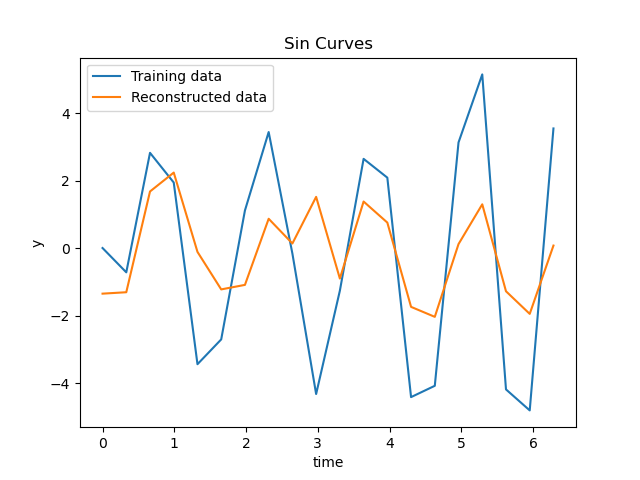 Sin Curves
Training data
Reconstructed data
y
4
2
0
−2
−4
0 1 2 3 4 5 6
time